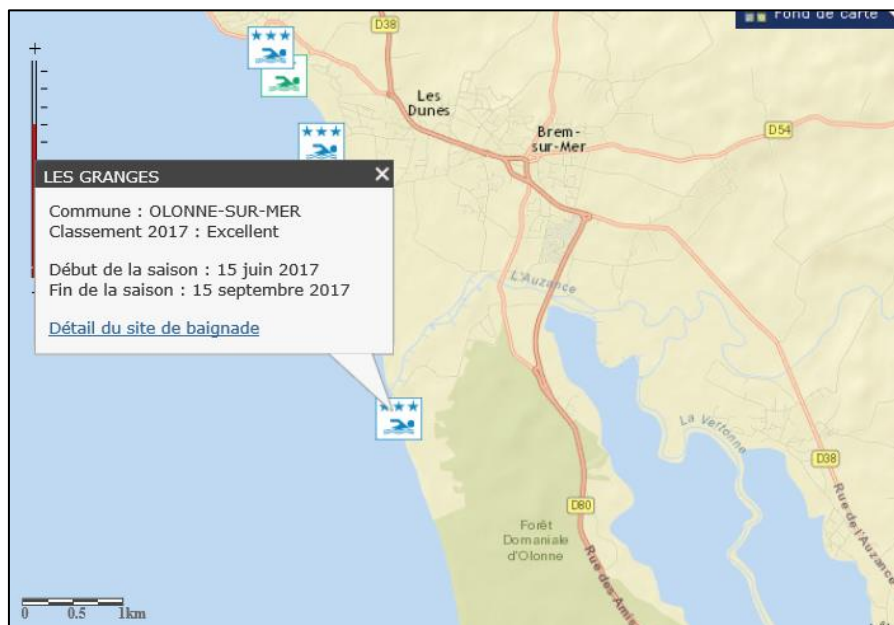 Fond de carte
D38
Les
Dunes
Brem-
sur-Mer
D54
LES GRANGES
Commune : OLONNE-SUR-MER
Classement 2017 : Excellent
Début de la saison : 15 juin 2017
Fin de la saison : 15 septembre 2017
Détail du site de baignade
L'Auzance
La Vertonne
D38
Rue de l'Auzance
D80
Forêt
Domaniale
d'Olonne
Rue des Amis
0 0.5 1km